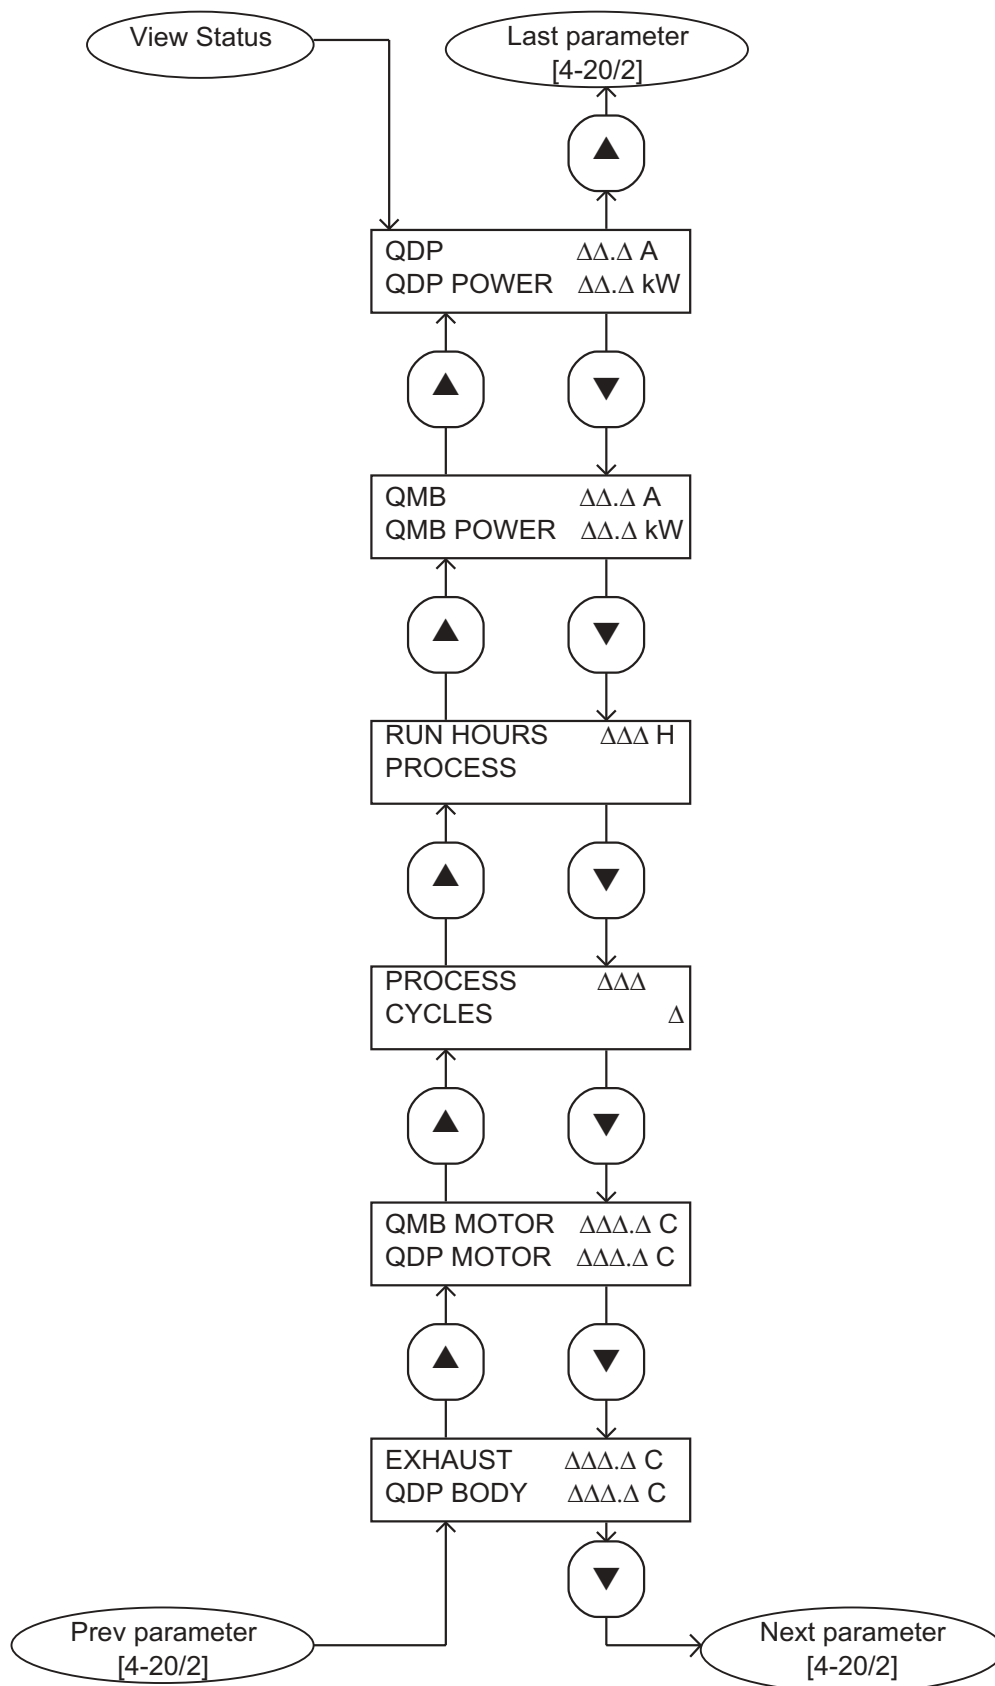 View Status
Last parameter
[4-20/2]
QDP ΔΔ.Δ A
QDP POWER ΔΔ.Δ kW
QMB ΔΔ.Δ A
QMB POWER ΔΔ.Δ kW
RUN HOURS ΔΔΔ H
PROCESS
PROCESS ΔΔΔ
CYCLES Δ
QMB MOTOR ΔΔΔ.Δ C
QDP MOTOR ΔΔΔ.Δ C
EXHAUST ΔΔΔ.Δ C
QDP BODY ΔΔΔ.Δ C
Prev parameter
[4-20/2]
Next parameter
[4-20/2]